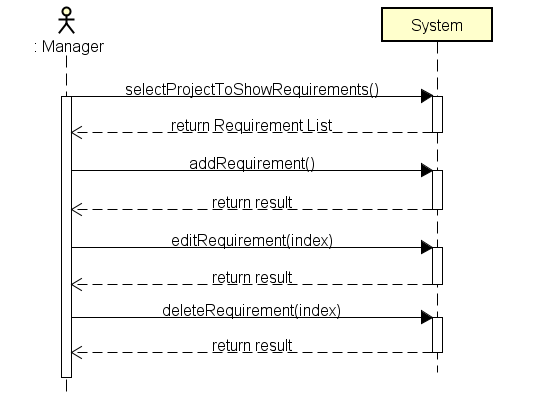 System
: Manager
selectProjectToShowRequirements()
return Requirement List
addRequirement()
return result
editRequirement(index)
return result
deleteRequirement(index)
return result